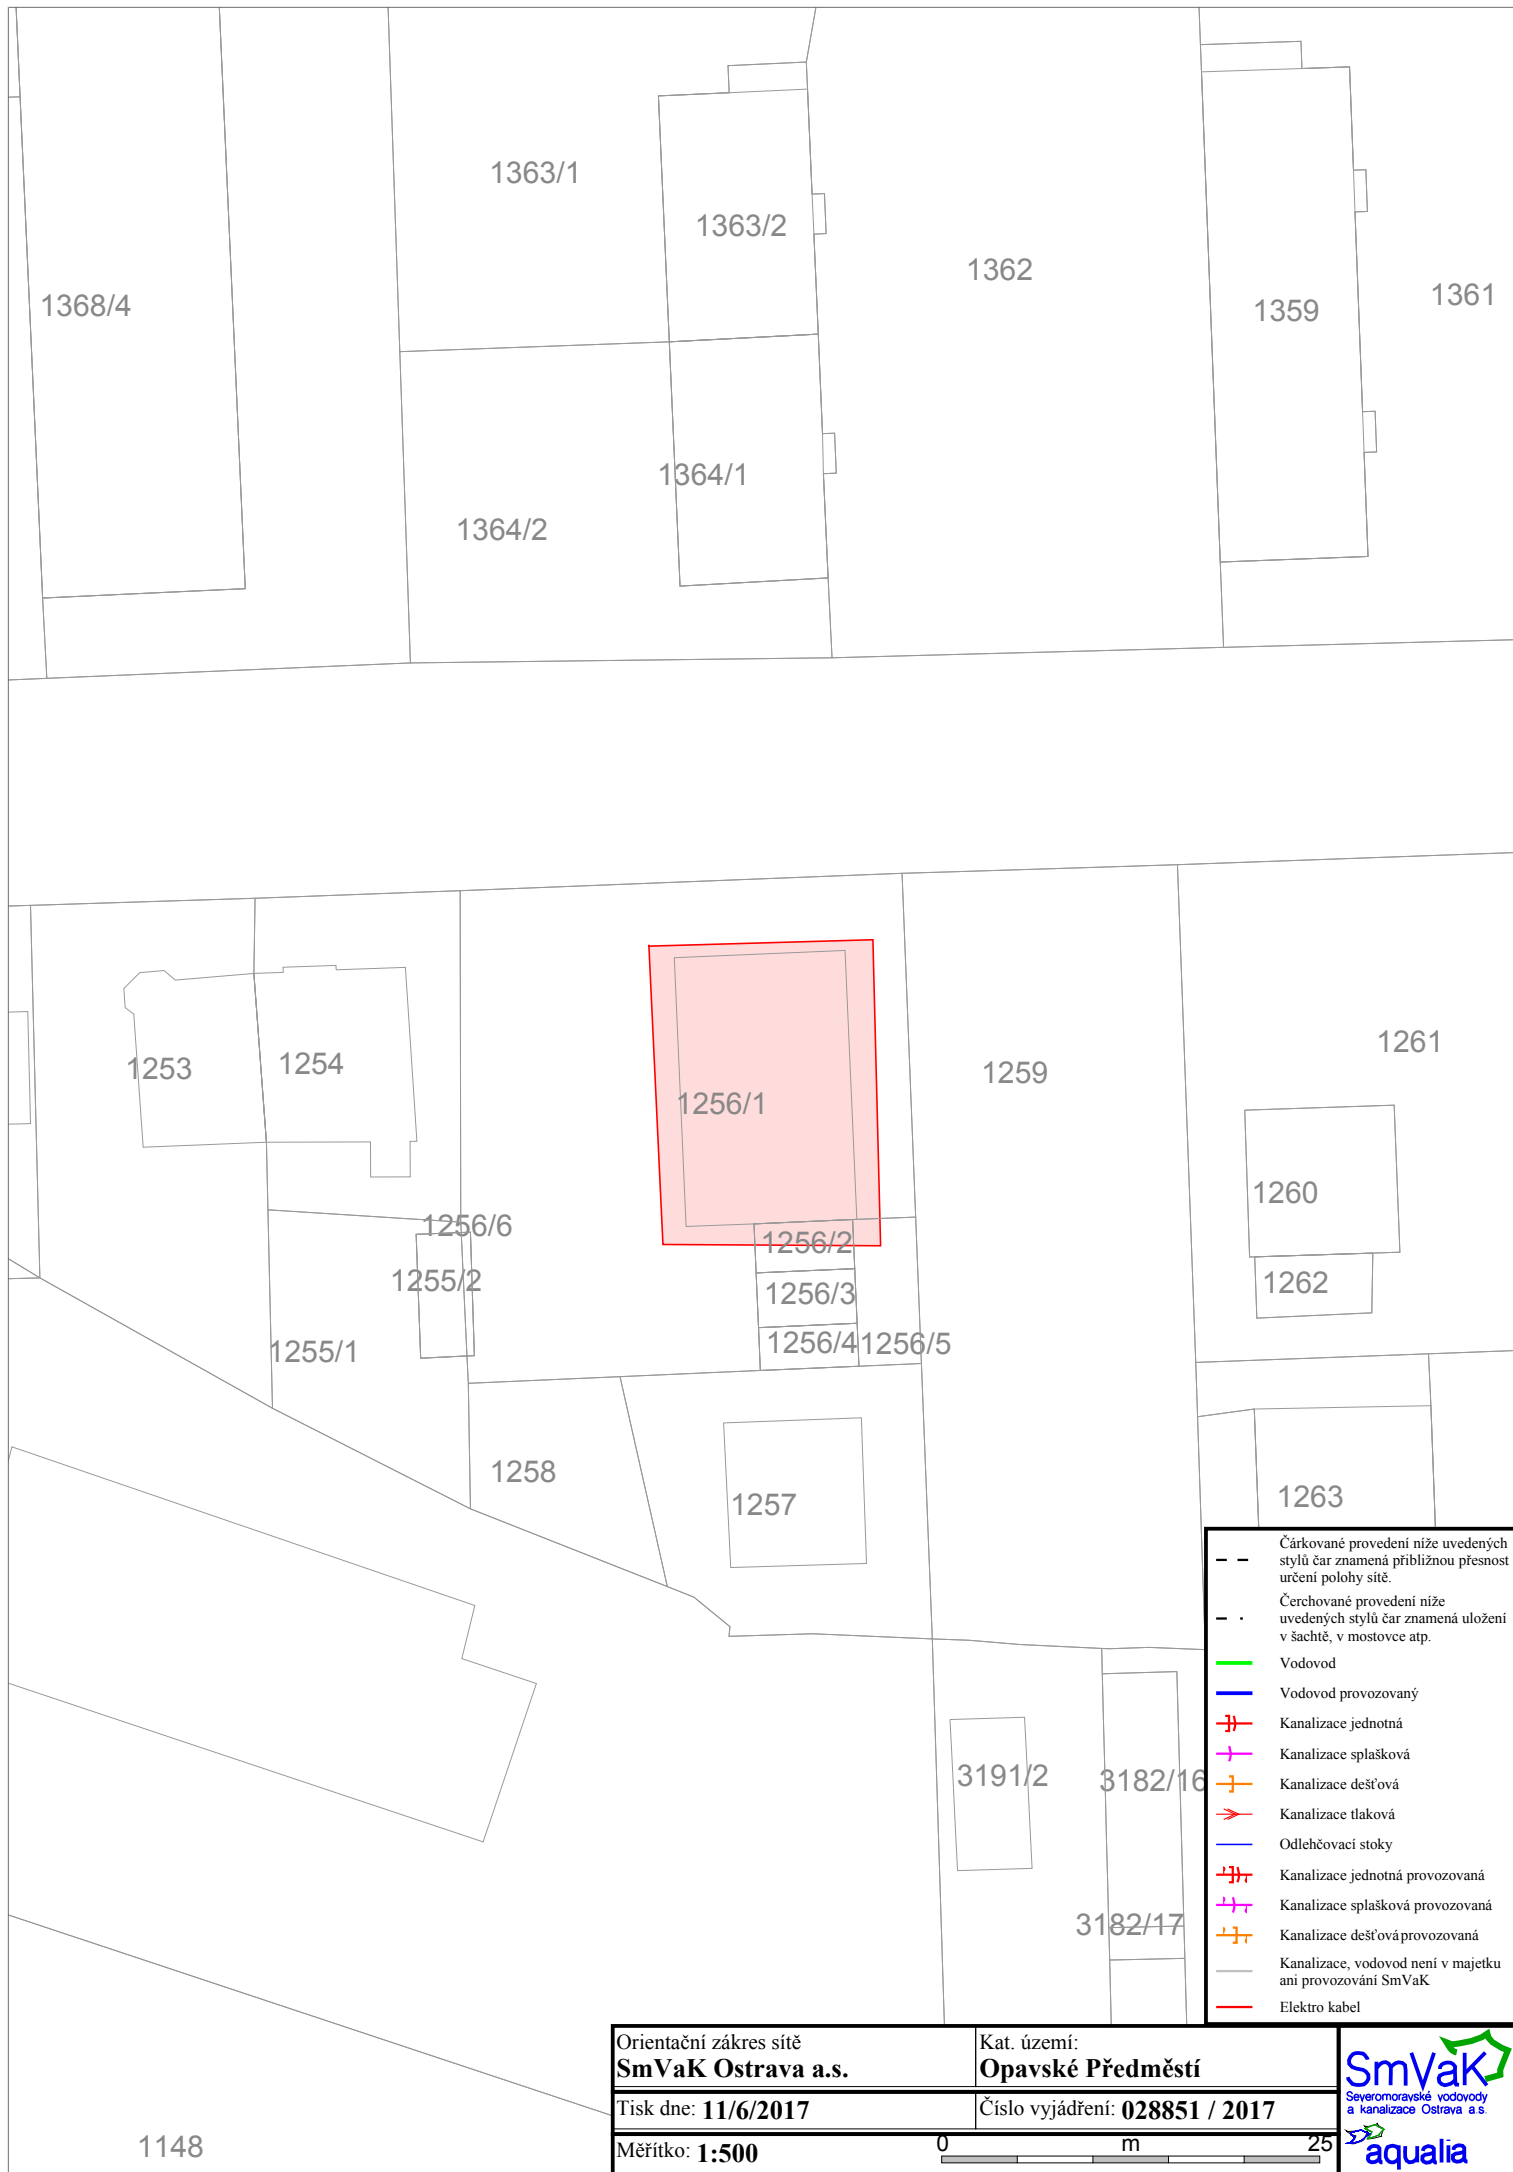 1363/1
1363/2
1362
1368/4
1359
1361
1364/1
1364/2
1253
1254
1256/1
1259
1261
1260
1256/6
1256/2
1255/2
1256/3
1262
1256/4
1256/5
1255/1
1258
1257
1263
3191/2
3182/16
3182/17
1148
Čárkované provedení níže uvedených
stylů čar znamená přibližnou přesnost
určení polohy sítě.
Čerchované provedení níže
uvedených stylů čar znamená uložení
v šachtě, v mostovce atp.
Vodovod
Vodovod provozovaný
Kanalizace jednotná
Kanalizace splašková
Kanalizace dešťová
Kanalizace tlaková
Odlehčovací stoky
Kanalizace jednotná provozovaná
Kanalizace splašková provozovaná
Kanalizace dešťová provozovaná
Kanalizace, vodovod není v majetku
ani provozování SmVaK
Elektro kabel
Orientační zákres sítě
SmVaK Ostrava a.s.
Kat. území:
Opavské Předměstí
Tisk dne: 11/6/2017
Číslo vyjádření: 028851 / 2017
Měřítko: 1:500
0 m 25
SmVaK
Severomoravské vodovody
a kanalizace Ostrava a.s.
aqualia